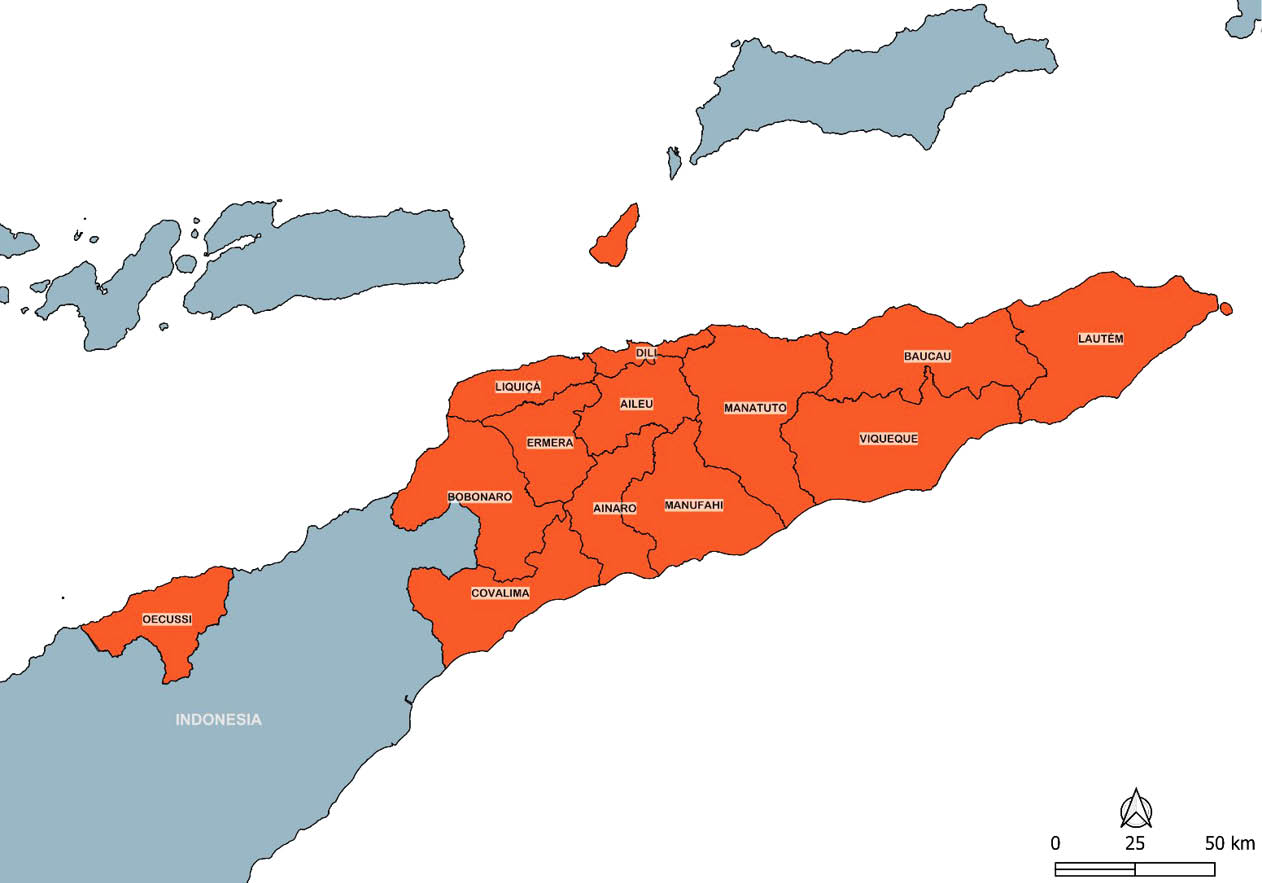 DILI
LAUTÉM
BAUCAU
LIQUIÇÁ
AILEU
MANATUTO
ERMERA
VIQUEQUE
BOBONARO
AINARO
MANUFAHI
COVALIMA
OECUSSI
INDONESIA
0 25 50 km